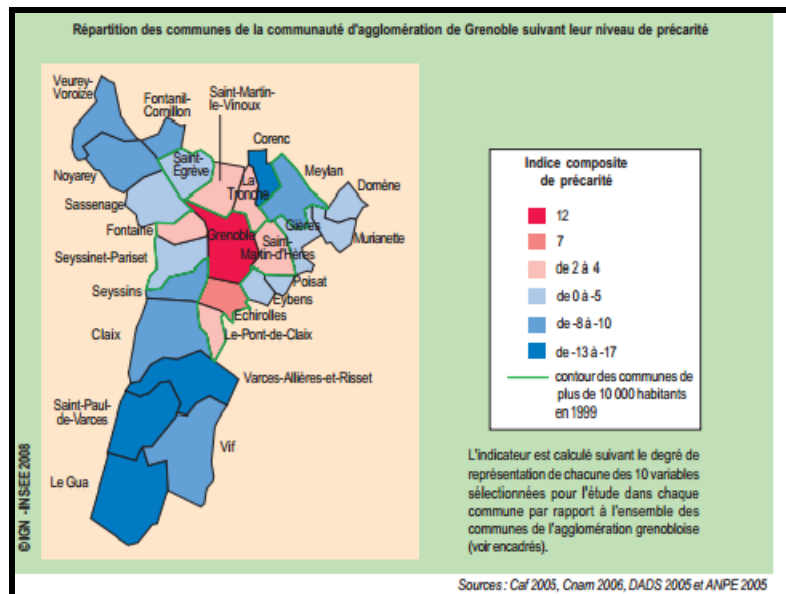 Répartition des communes de la communauté d'agglomération de Grenoble suivant leur niveau de précarité
Veurey-
Voroize
Fontanil-
Cornillon
Saint-Martin-
le-Vinoux
Corenc
Meylan
Saint-
Egrève
La
Tronche
Domène
Noyarey
Sassenage
Gières
Murianette
Fontaine
Grenoble
Saint-
Martin-d'Hères
Seyssinet-Pariset
Poisat
Seyssins
Eybens
Echirolles
Claix
Le-Pont-de-Claix
Varces-Allières-et-Risset
Saint-Paul-
de-Varces
Vif
Le Gua
©IGN - INSEE 2008
Indice composite
de précarité
12
7
de 2 à 4
de 0 à -5
de -8 à -10
de -13 à -17
contour des communes de
plus de 10 000 habitants
en 1999
L'indicateur est calculé suivant le degré de
représentation de chacune des 10 variables
sélectionnées pour l'étude dans chaque
commune par rapport à l'ensemble des
communes de l'agglomération grenobloise
(voir encadrés).
Sources : Caf 2005, Cnam 2006, DADS 2005 et ANPE 2005